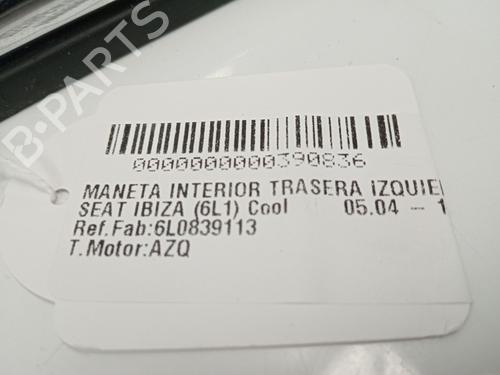 B-PARTS
0000000000390836
MANETA INTERIOR TRASERA IZQUIE
SEAT IBIZA (6L1) Cool 05.04 – 1
Ref.Fab:6L0839113
T.Motor:AZQ